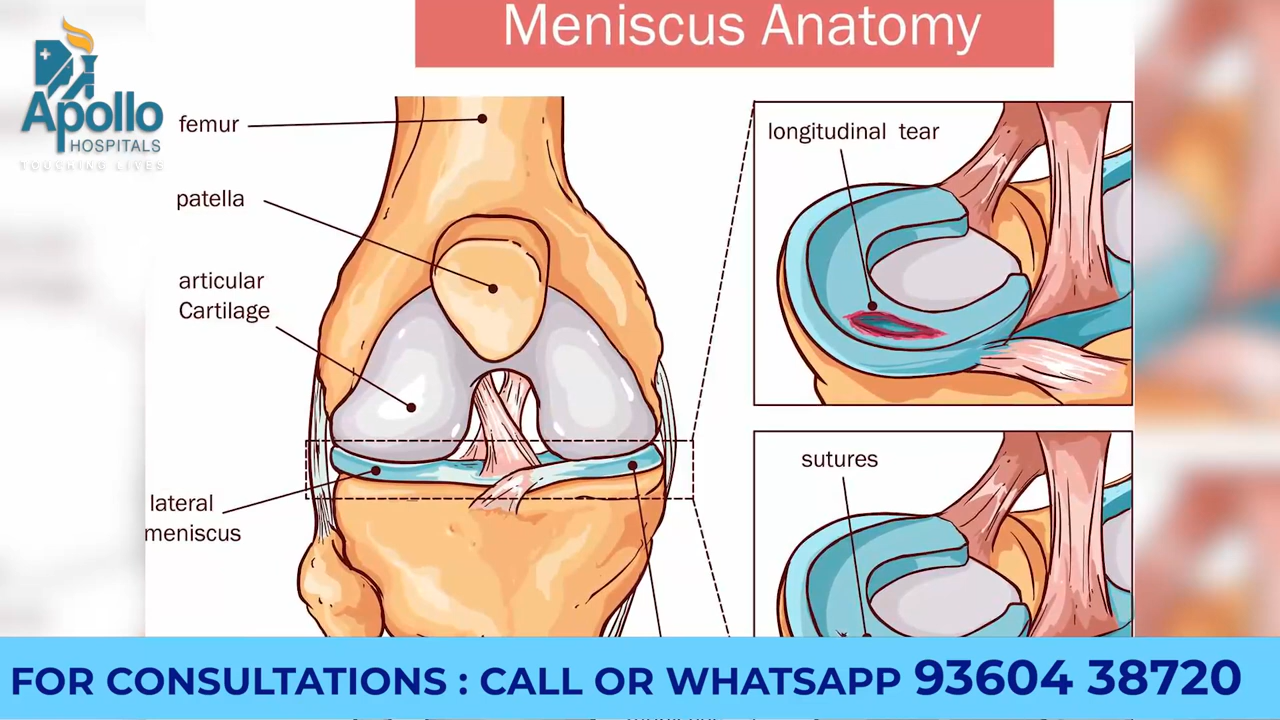 Meniscus Anatomy
Apollo
HOSPITALS
TOUCHING LIVES
femur
patella
articular
Cartilage
lateral
meniscus
longitudinal tear
sutures
FOR CONSULTATIONS : CALL OR WHATSAPP 93604 38720